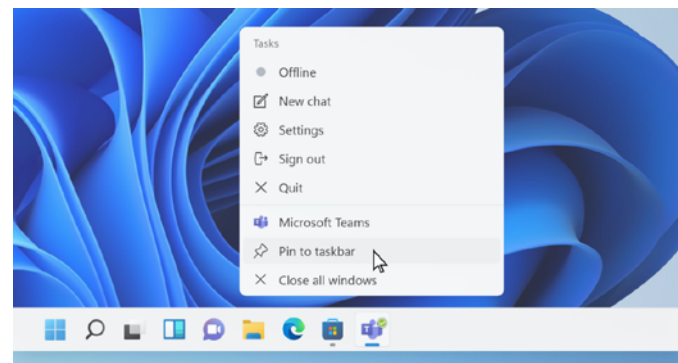 Tasks
Offline
New chat
Settings
Sign out
Quit
Microsoft Teams
Pin to taskbar
Close all windows